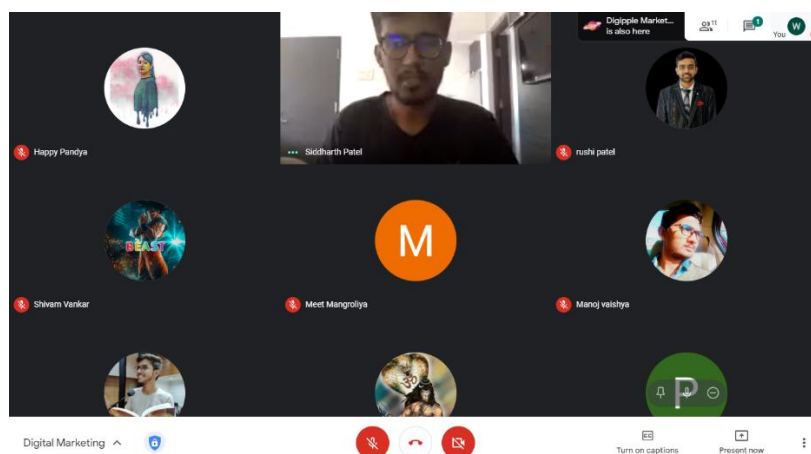 Digipple Market...
is also here
11
1
You
W
Happy Pandya
Siddharth Patel
rushi patel
BEAST
M
Shivam Vankar
Meet Mangroliya
Manoj vaishya
ॐ
P
Digital Marketing
CC
Turn on captions
Present now